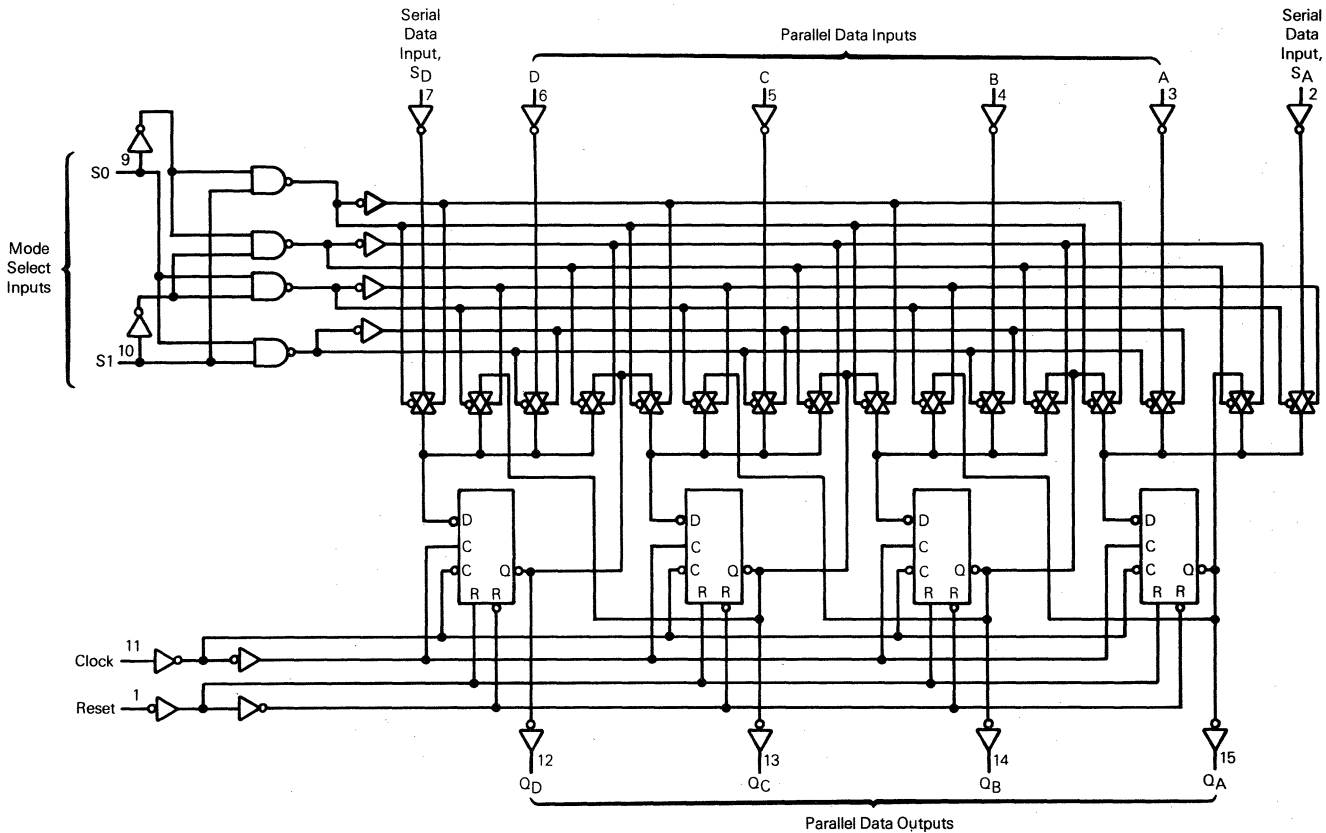 Serial
Data
Input,
SD
7
Parallel Data Inputs
D
6
C
5
B
4
A
3
Serial
Data
Input,
SA
2
Mode
Select
Inputs
S0
9
S1
10
D
C
C
Q
R R
D
C
C
Q
R R
D
C
C
Q
R R
D
C
C
Q
R R
Clock
11
Reset
1
12
QD
13
QC
14
QB
15
QA
Parallel Data Outputs